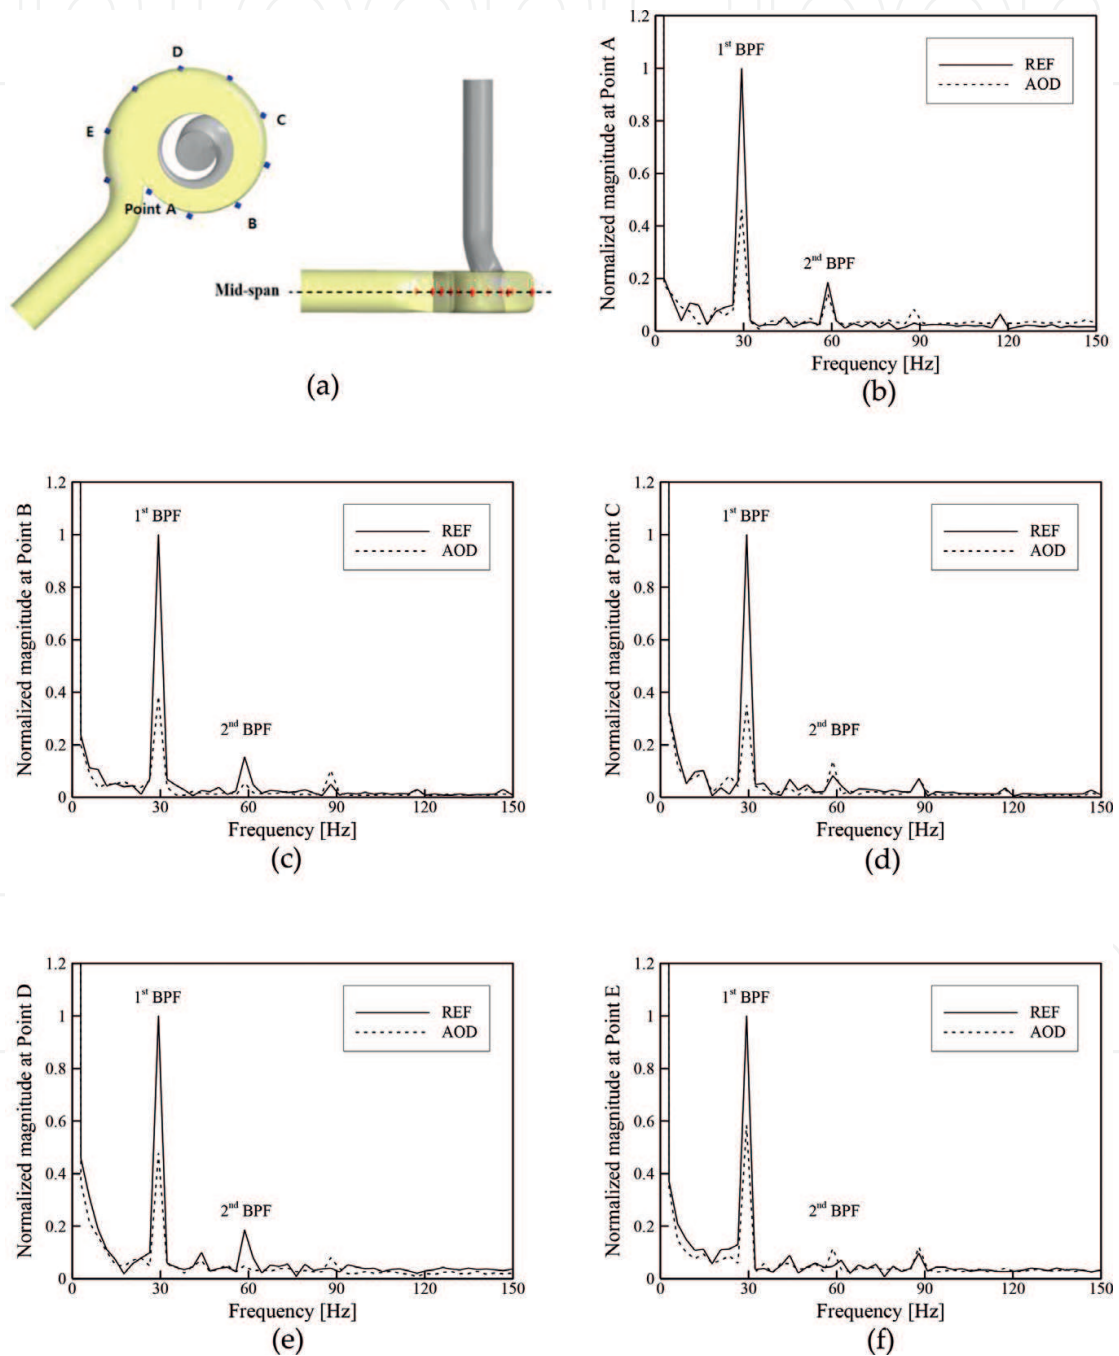 D
C
E
Point A
B
Mid-span
(a)
Normalized magnitude at Point A
1.2
1
0.8
0.6
0.4
0.2
0
1st BPF
2nd BPF
REF
AOD
0 30 60 90 120 150
Frequency [Hz]
(b)
Normalized magnitude at Point B
1.2
1
0.8
0.6
0.4
0.2
0
1st BPF
2nd BPF
REF
AOD
0 30 60 90 120 150
Frequency [Hz]
(c)
Normalized magnitude at Point C
1.2
1
0.8
0.6
0.4
0.2
0
1st BPF
2nd BPF
REF
AOD
0 30 60 90 120 150
Frequency [Hz]
(d)
Normalized magnitude at Point D
1.2
1
0.8
0.6
0.4
0.2
0
1st BPF
2nd BPF
REF
AOD
0 30 60 90 120 150
Frequency [Hz]
(e)
Normalized magnitude at Point E
1.2
1
0.8
0.6
0.4
0.2
0
1st BPF
2nd BPF
REF
AOD
0 30 60 90 120 150
Frequency [Hz]
(f)